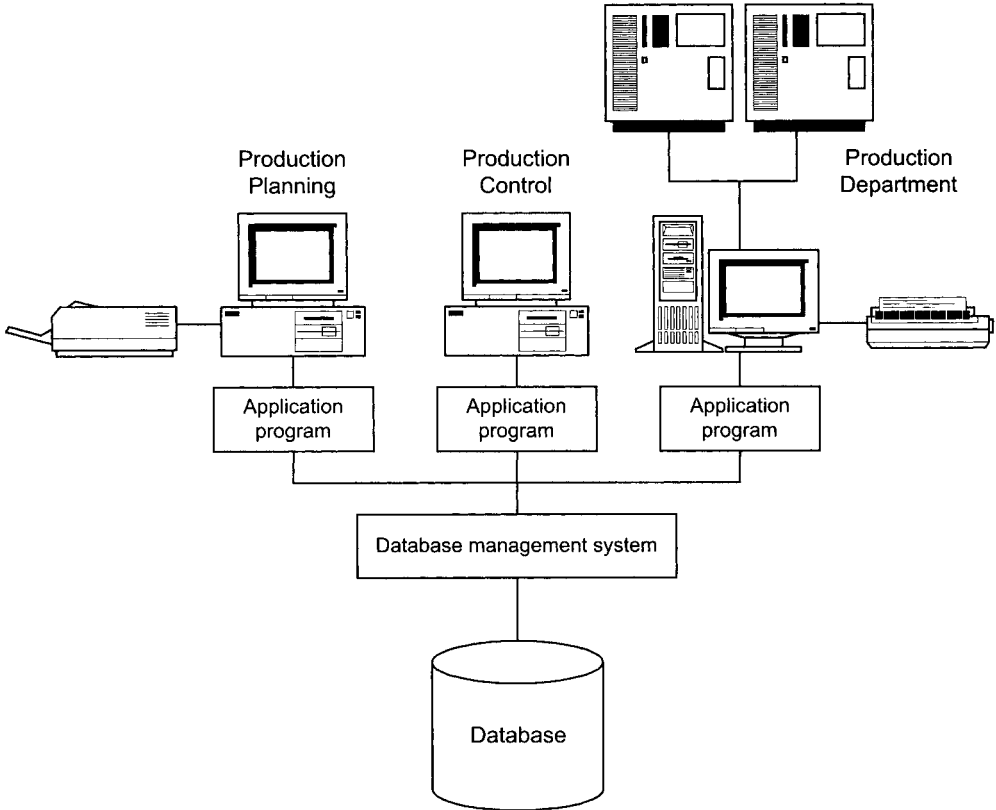 Production
Planning
Production
Control
Production
Department
Application
program
Application
program
Application
program
Database management system
Database